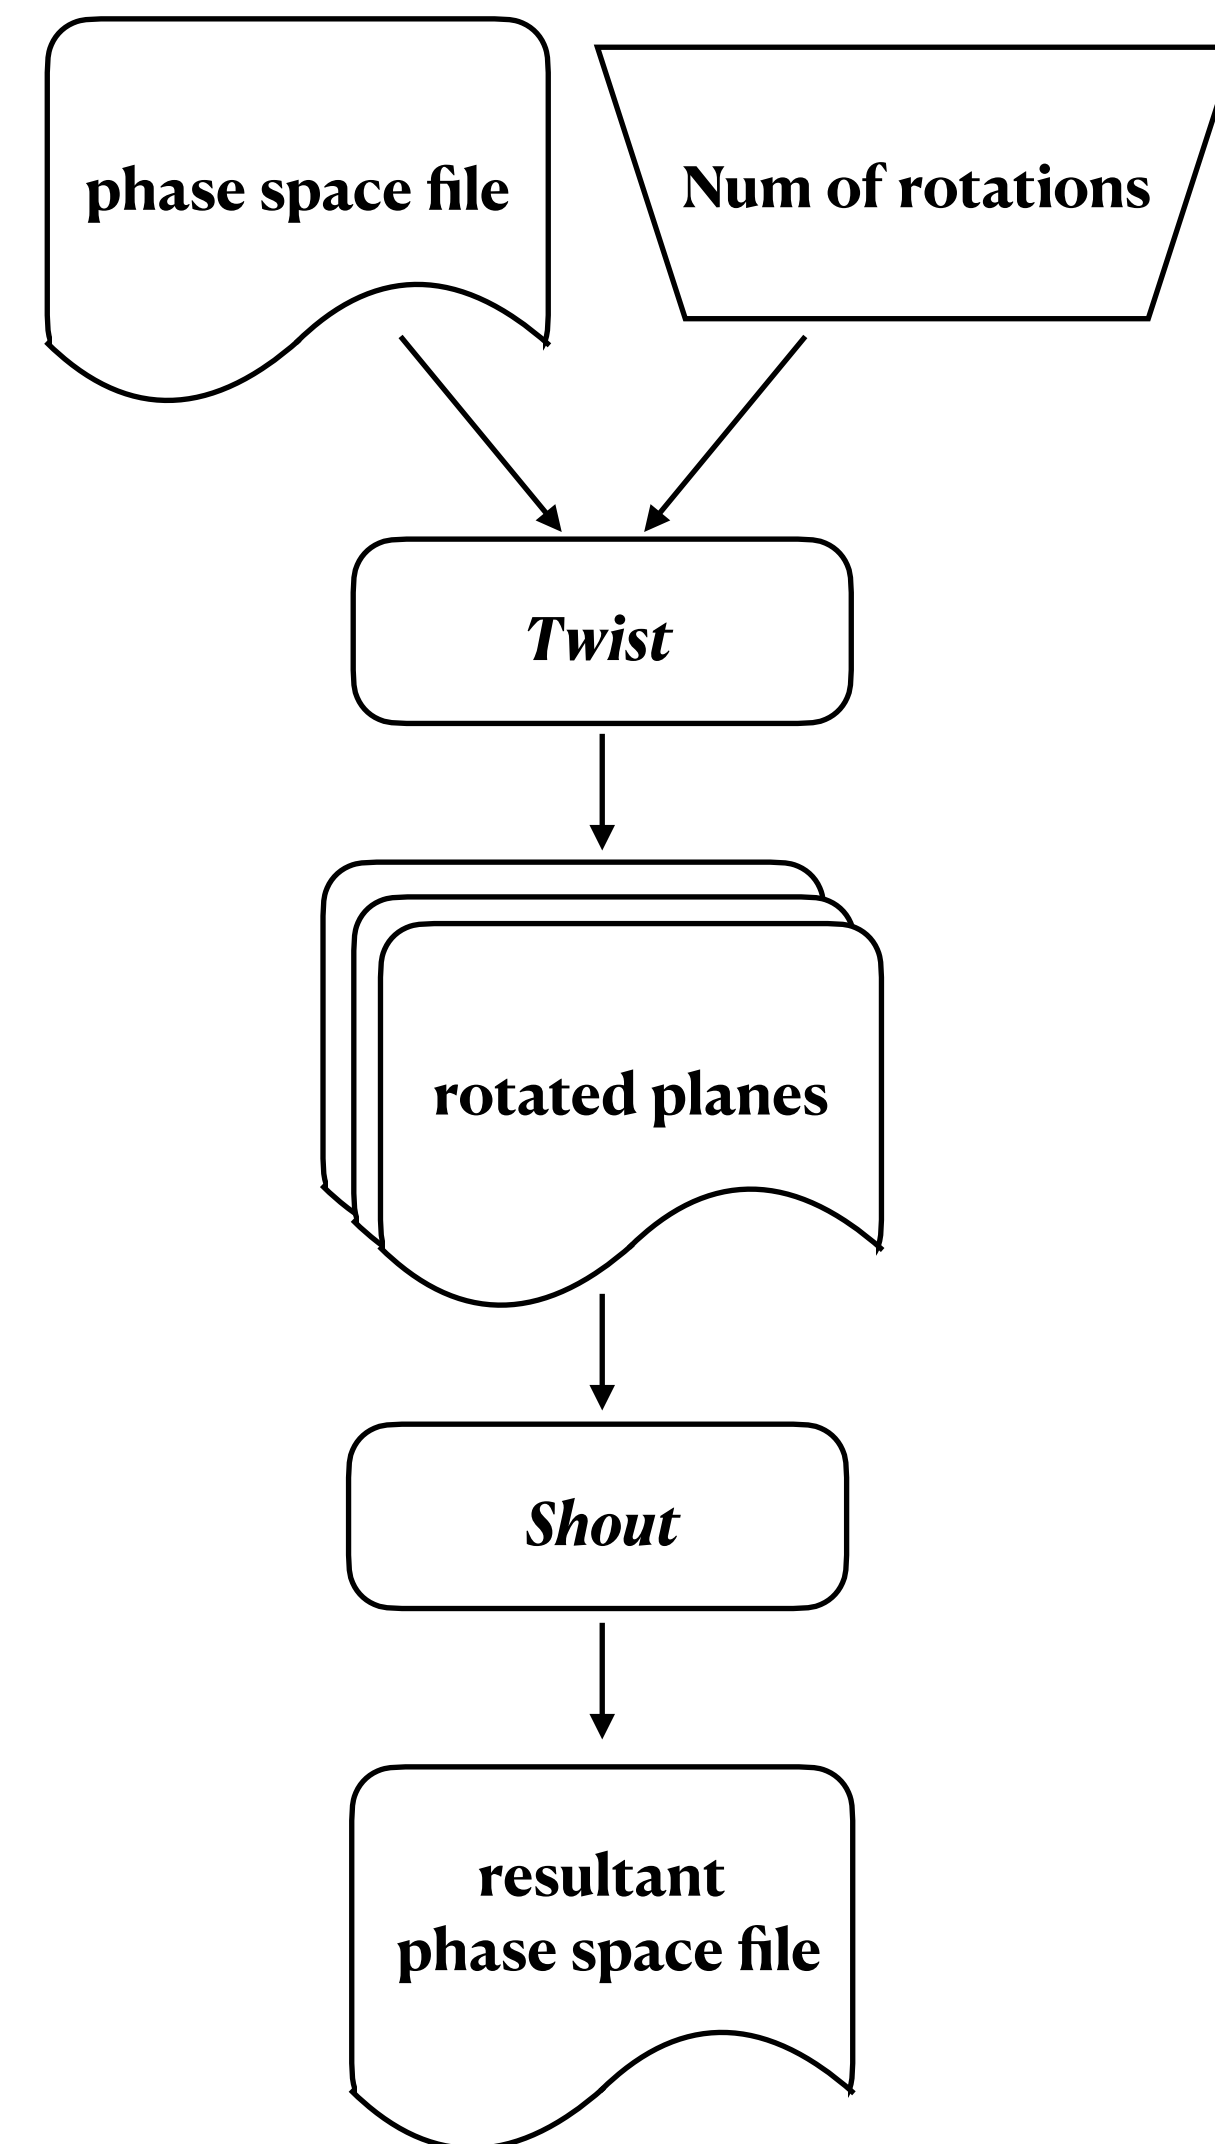 phase space file
Num of rotations
Twist
rotated planes
Shout
resultant
phase space file